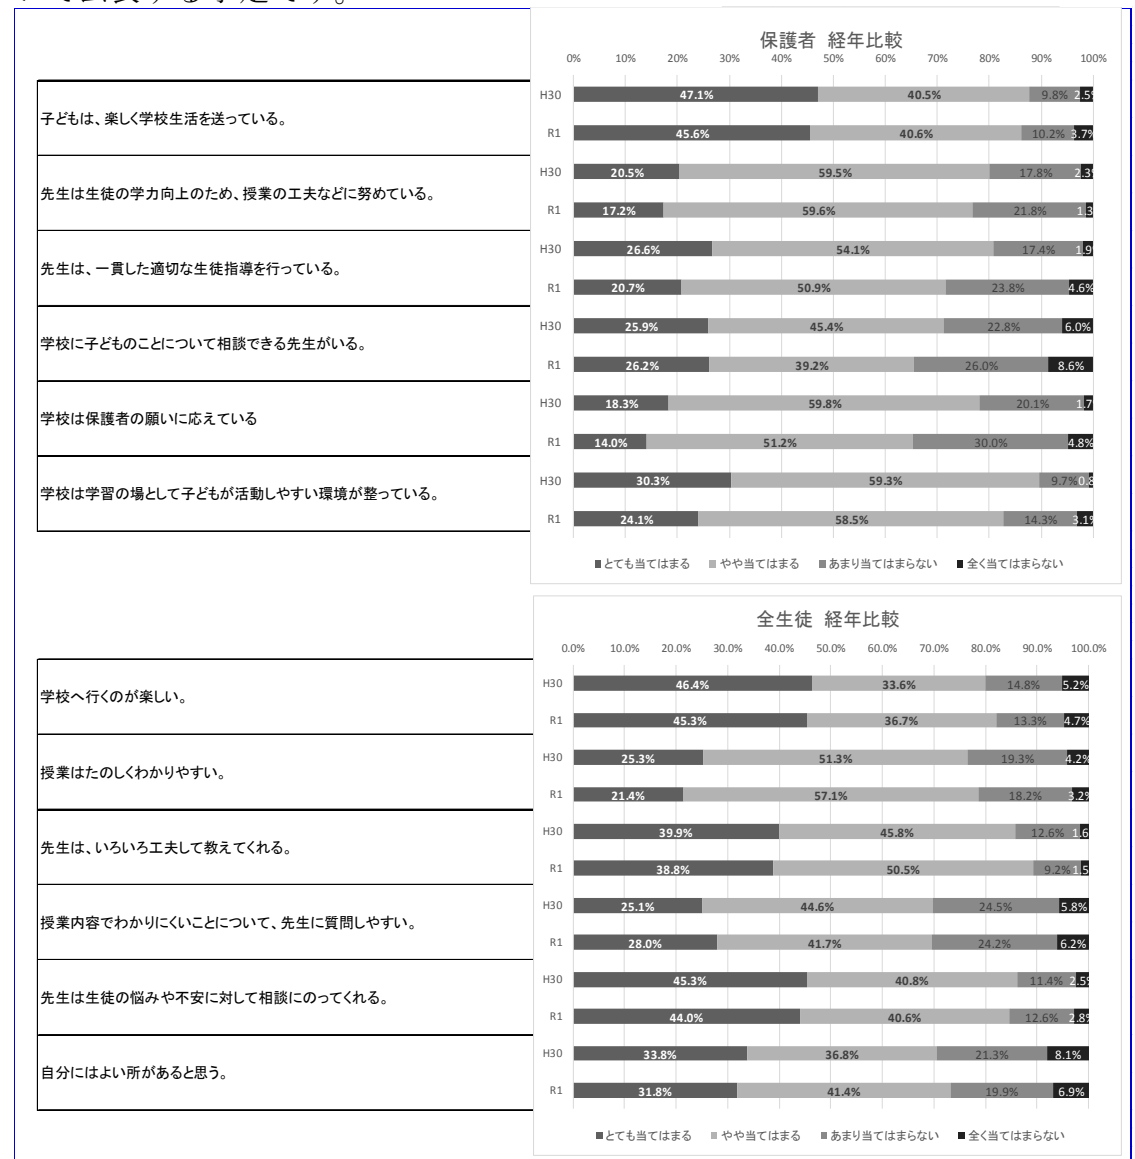 保護者 経年比較
0% 10% 20% 30% 40% 50% 60% 70% 80% 90% 100%
子どもは、楽しく学校生活を送っている。
H30 47.1% 40.5% 9.8% 2.5%
R1 45.6% 40.6% 10.2% 3.7%
先生は生徒の学力向上のため、授業の工夫などに努めている。
H30 20.5% 59.5% 17.8% 2.3%
R1 17.2% 59.6% 21.8% 1.3
先生は、一貫した適切な生徒指導を行っている。
H30 26.6% 54.1% 17.4% 1.9%
R1 20.7% 50.9% 23.8% 4.6%
学校に子どものことについて相談できる先生がいる。
H30 25.9% 45.4% 22.8% 6.0%
R1 26.2% 39.2% 26.0% 8.6%
学校は保護者の願いに応えている
H30 18.3% 59.8% 20.1% 1.7
R1 14.0% 51.2% 30.0% 4.8%
学校は学習の場として子どもが活動しやすい環境が整っている。
H30 30.3% 59.3% 9.7% 0.8
R1 24.1% 58.5% 14.3% 3.1%
■とても当てはまる ■やや当てはまる ■あまり当てはまらない ■全く当てはまらない
全生徒 経年比較
0.0% 10.0% 20.0% 30.0% 40.0% 50.0% 60.0% 70.0% 80.0% 90.0% 100.0%
学校へ行くのが楽しい。
H30 46.4% 33.6% 14.8% 5.2%
R1 45.3% 36.7% 13.3% 4.7%
授業はたのしくわかりやすい。
H30 25.3% 51.3% 19.3% 4.2%
R1 21.4% 57.1% 18.2% 3.2%
先生は、いろいろ工夫して教えてくれる。
H30 39.9% 45.8% 12.6% 1.6
R1 38.8% 50.5% 9.2% 1.5
授業内容でわかりにくいことについて、先生に質問しやすい。
H30 25.1% 44.6% 24.5% 5.8%
R1 28.0% 41.7% 24.2% 6.2%
先生は生徒の悩みや不安に対して相談にのってくれる。
H30 45.3% 40.8% 11.4% 2.5%
R1 44.0% 40.6% 12.6% 2.8%
自分にはよい所があると思う。
H30 33.8% 36.8% 21.3% 8.1%
R1 31.8% 41.4% 19.9% 6.9%
■とても当てはまる ■やや当てはまる ■あまり当てはまらない ■全く当てはまらない